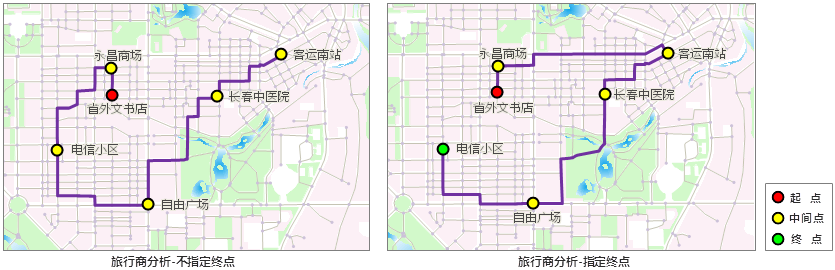 永昌商场
客运南站
长春中医院
省外文书店
电信小区
自由广场
旅行商分析-不指定终点
永昌商场
客运南站
长春中医院
省外文书店
电信小区
自由广场
旅行商分析-指定终点
起 点
中间点
终 点